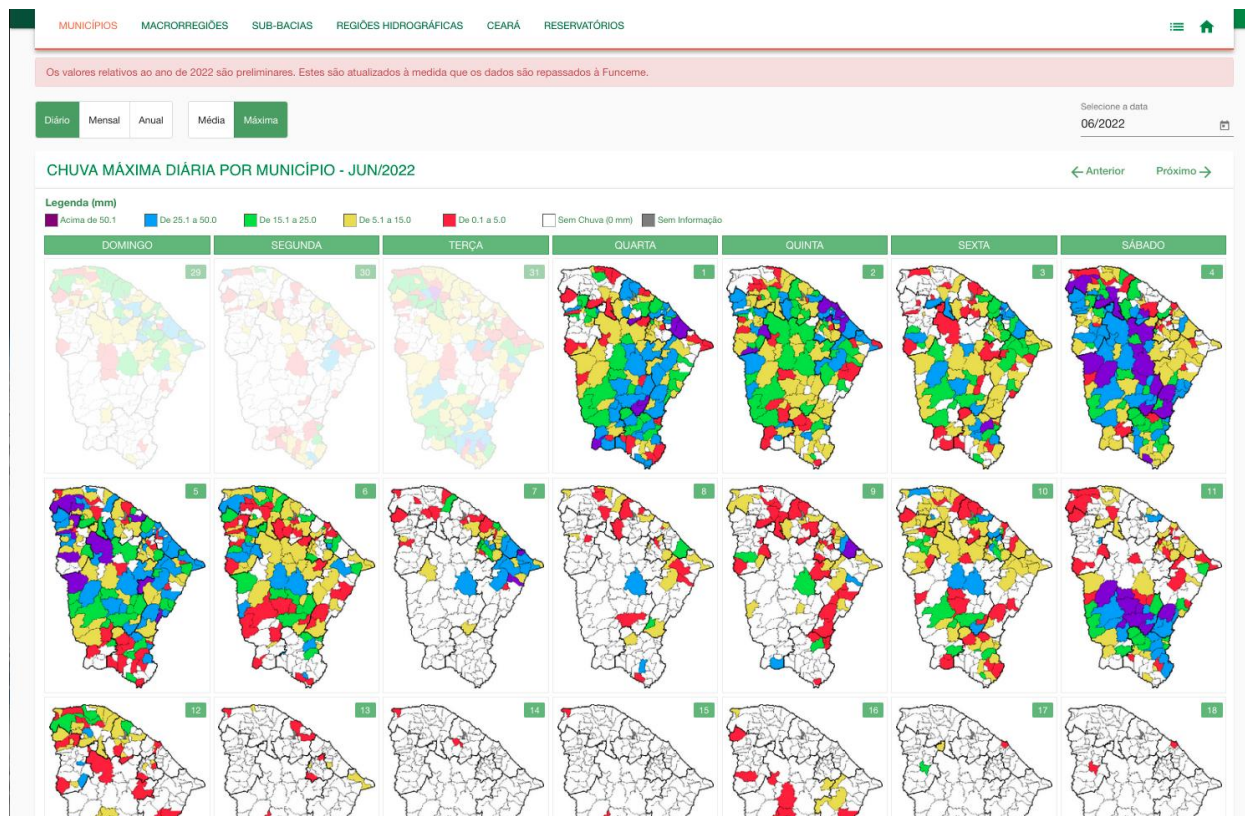 MUNICÍPIOS MACRORREGIÕES SUB-BACIAS REGIÕES HIDROGRÁFICAS CEARÁ RESERVATÓRIOS
Os valores relativos ao ano de 2022 são preliminares. Estes são atualizados à medida que os dados são repassados à Funceme.
Selecione a data
Diário Mensal Anual Média Máxima 06/2022
CHUVA MÁXIMA DIÁRIA POR MUNICÍPIO - JUN/2022 Anterior Próximo
Legenda (mm)
Acima de 50.1 De 25.1 a 50.0 De 15.1 a 25.0 De 5.1 a 15.0 De 0.1 a 5.0 Sem Chuva (0 mm) Sem Informação
DOMINGO SEGUNDA TERÇA QUARTA QUINTA SEXTA SÁBADO
29 30 31 1 2 3 4
5 6 7 8 9 10 11
12 13 14 15 16 17 18